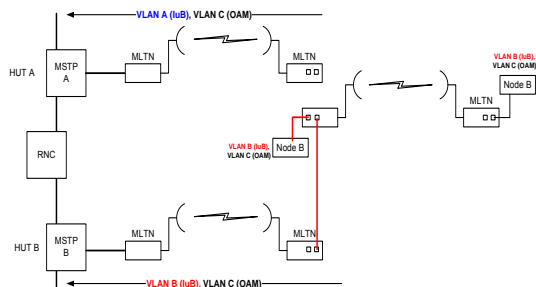 VLAN A (IuB), VLAN C (OAM)
HUT A
MSTP
A
MLTN
MLTN
VLAN B (IuB),
VLAN C (OAM)
MLTN
Node B
RNC
VLAN B (IuB),
VLAN C (OAM)
Node B
HUT B
MSTP
B
MLTN
MLTN
VLAN B (IuB), VLAN C (OAM)